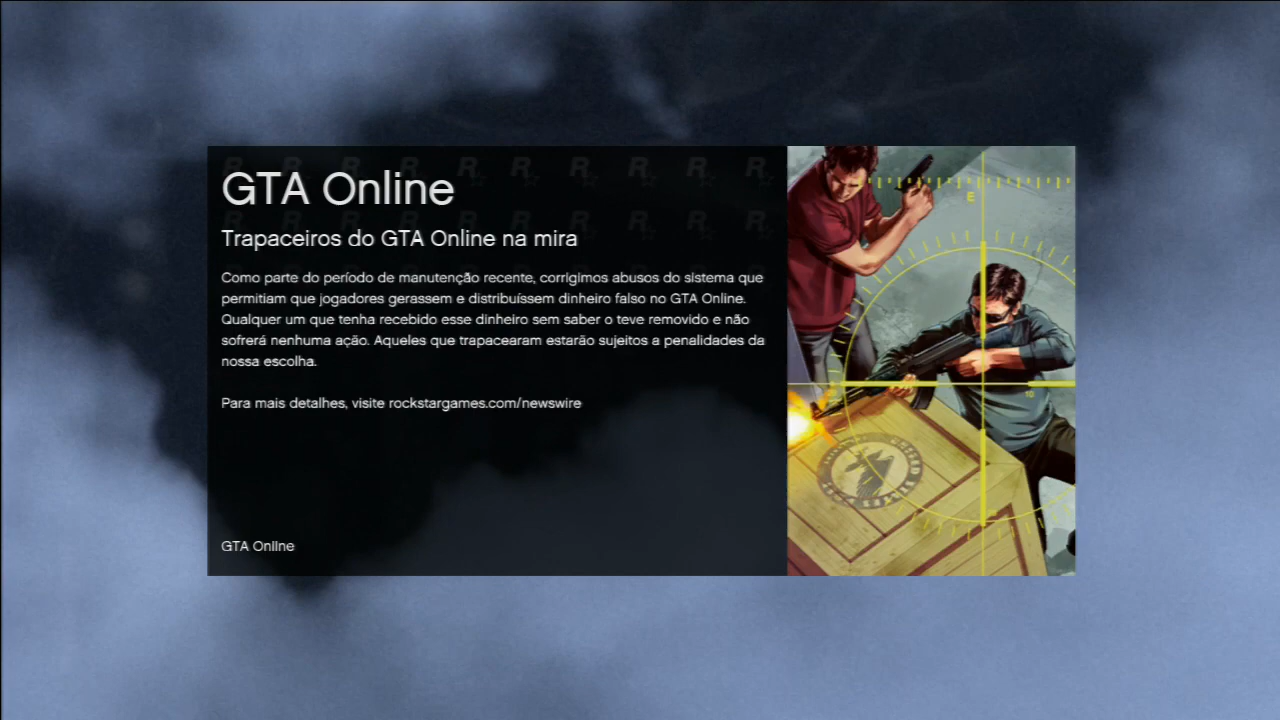 GTA Online
Trapaceiros do GTA Online na mira
Como parte do período de manutenção recente, corrigimos abusos do sistema que
permitiam que jogadores gerassem e distribuíssem dinheiro falso no GTA Online.
Qualquer um que tenha recebido esse dinheiro sem saber o teve removido e não
sofrerá nenhuma ação. Aqueles que trapacearam estarão sujeitos a penalidades da
nossa escolha.
Para mais detalhes, visite rockstargames.com/newswire
GTA Online
E
10